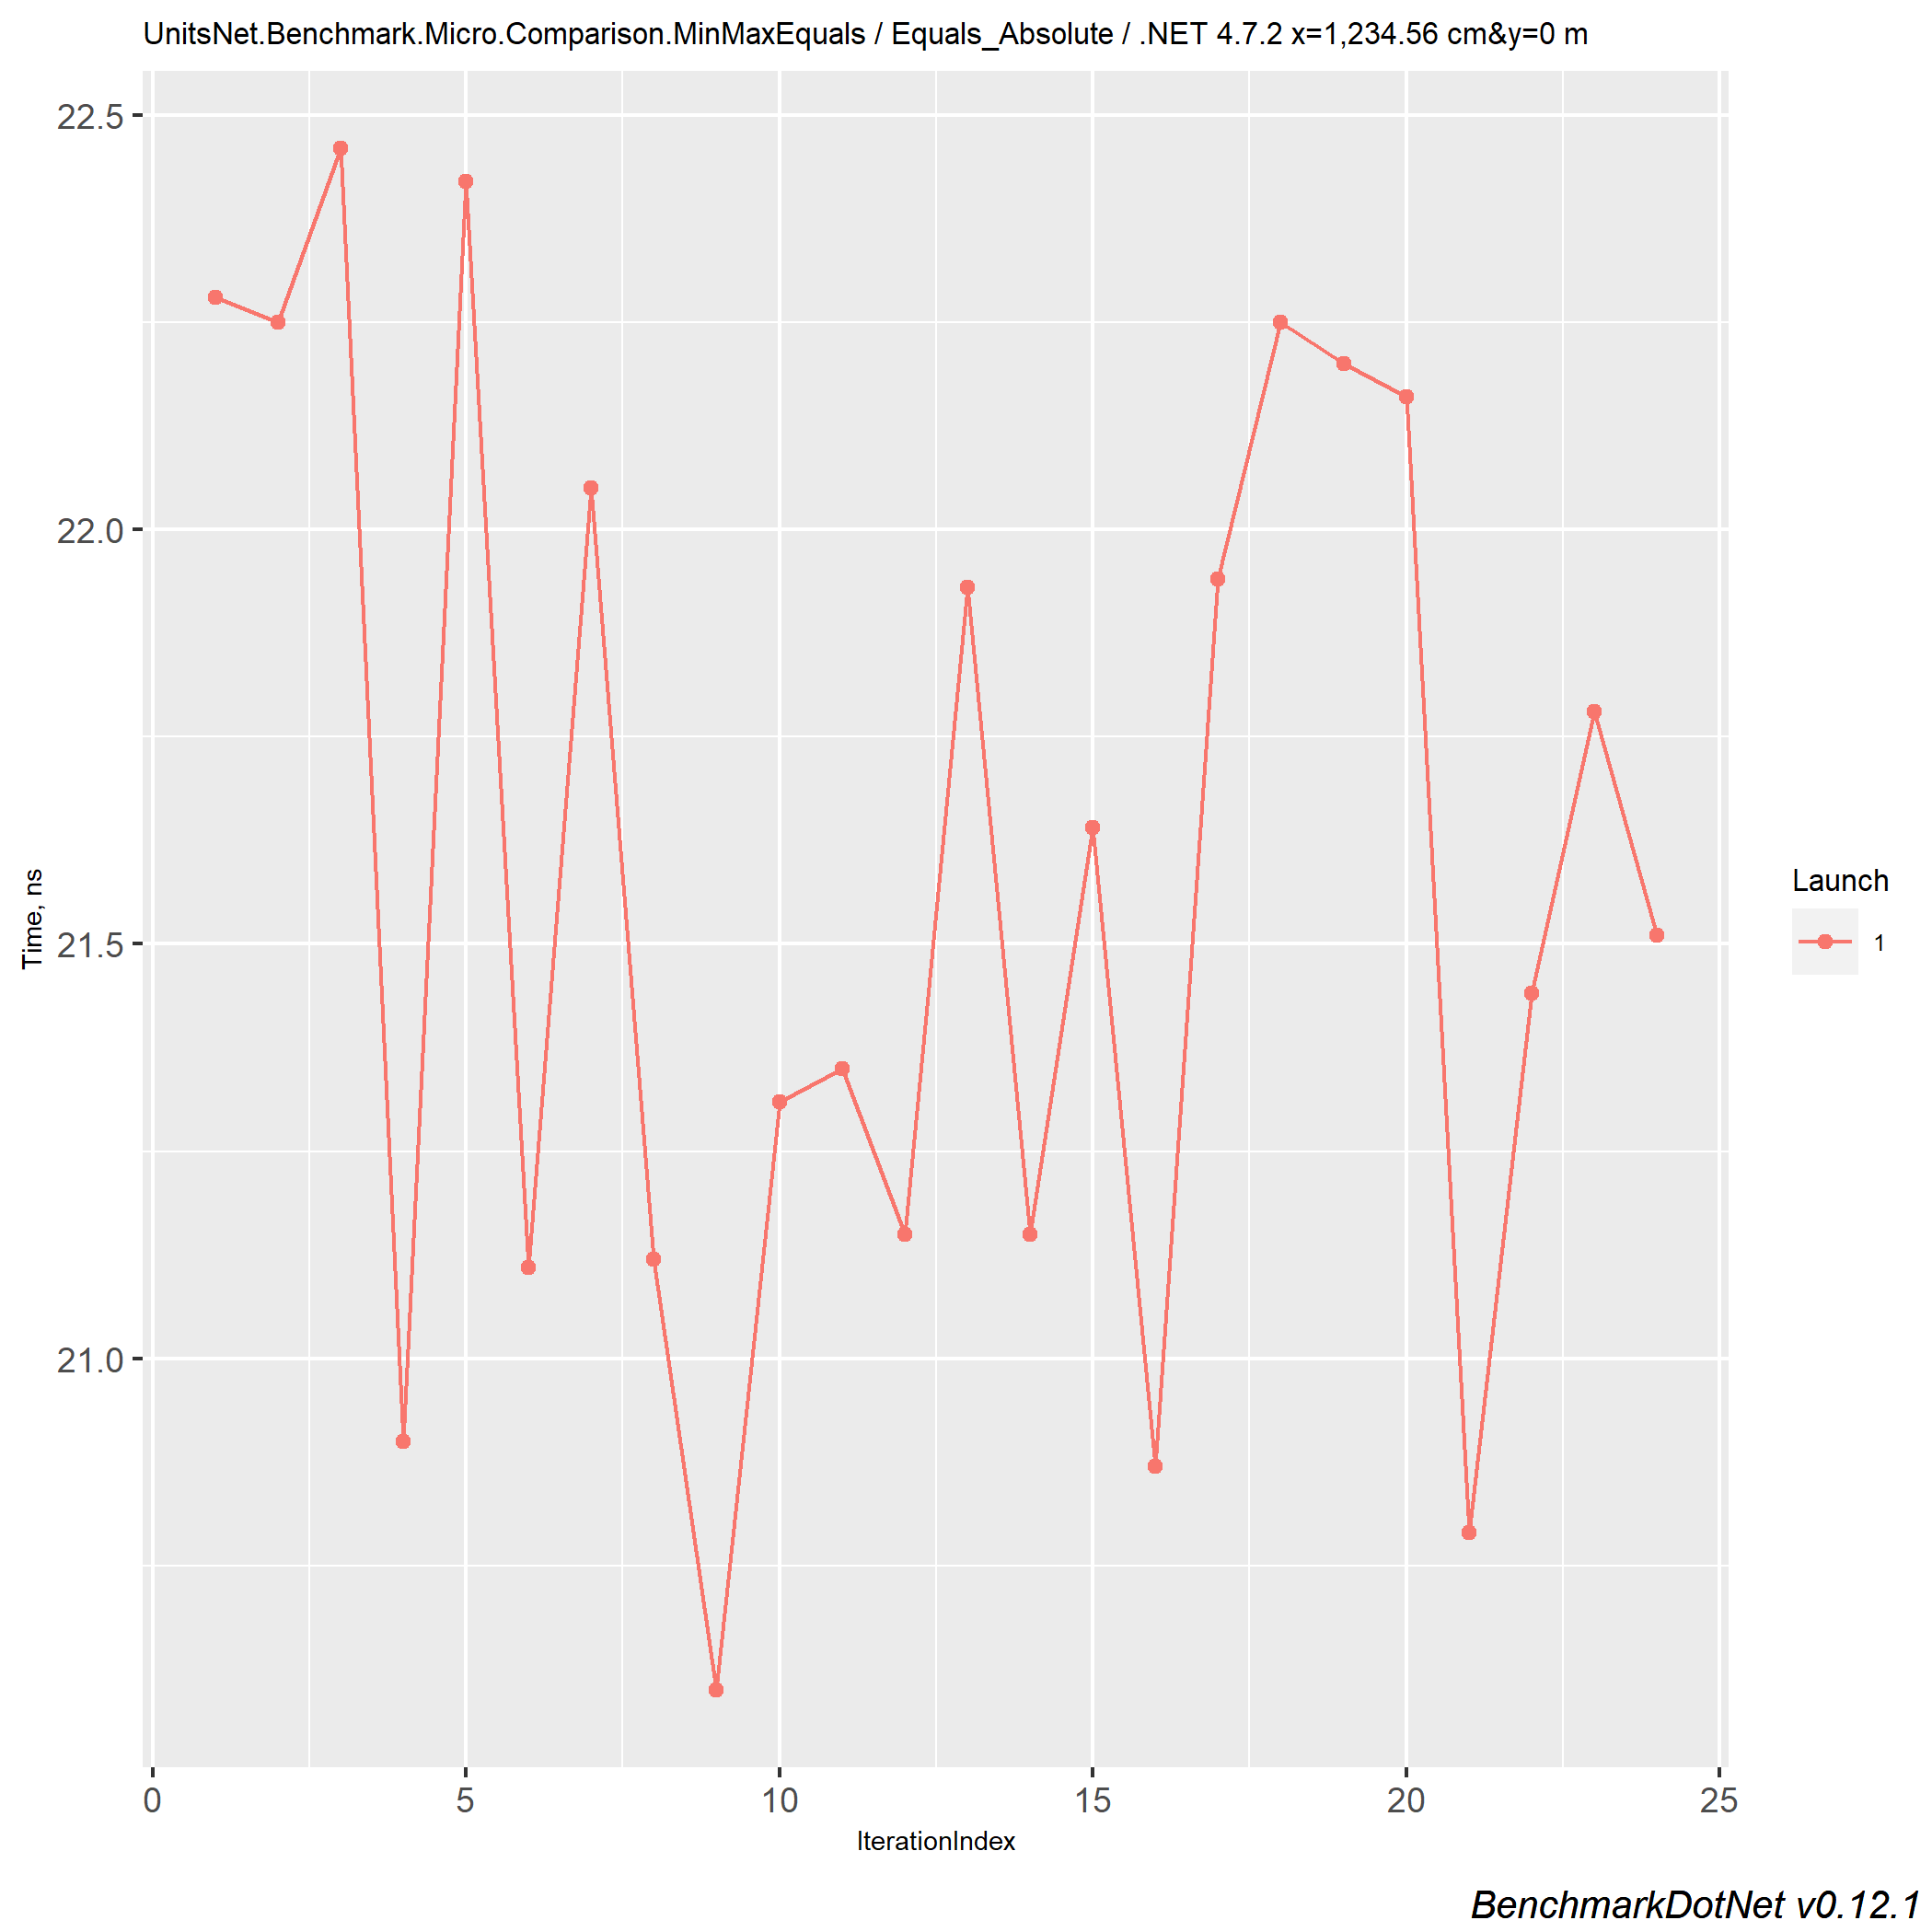 UnitsNet.Benchmark.Micro.Comparison.MinMaxEquals / Equals_Absolute / .NET 4.7.2 x=1,234.56 cm&y=0 m
22.5
22.0
21.5
21.0
Time, ns
0 5 10 15 20 25
IterationIndex
Launch
1
BenchmarkDotNet v0.12.1